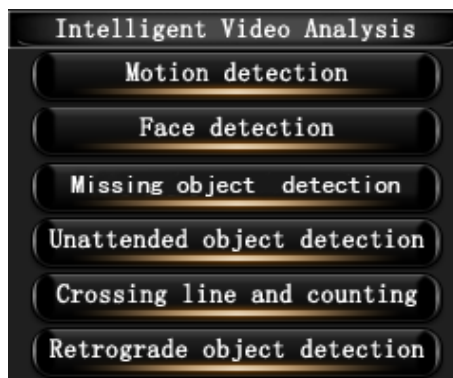 Intelligent Video Analysis
Motion detection
Face detection
Missing object detection
Unattended object detection
Crossing line and counting
Retrograde object detection